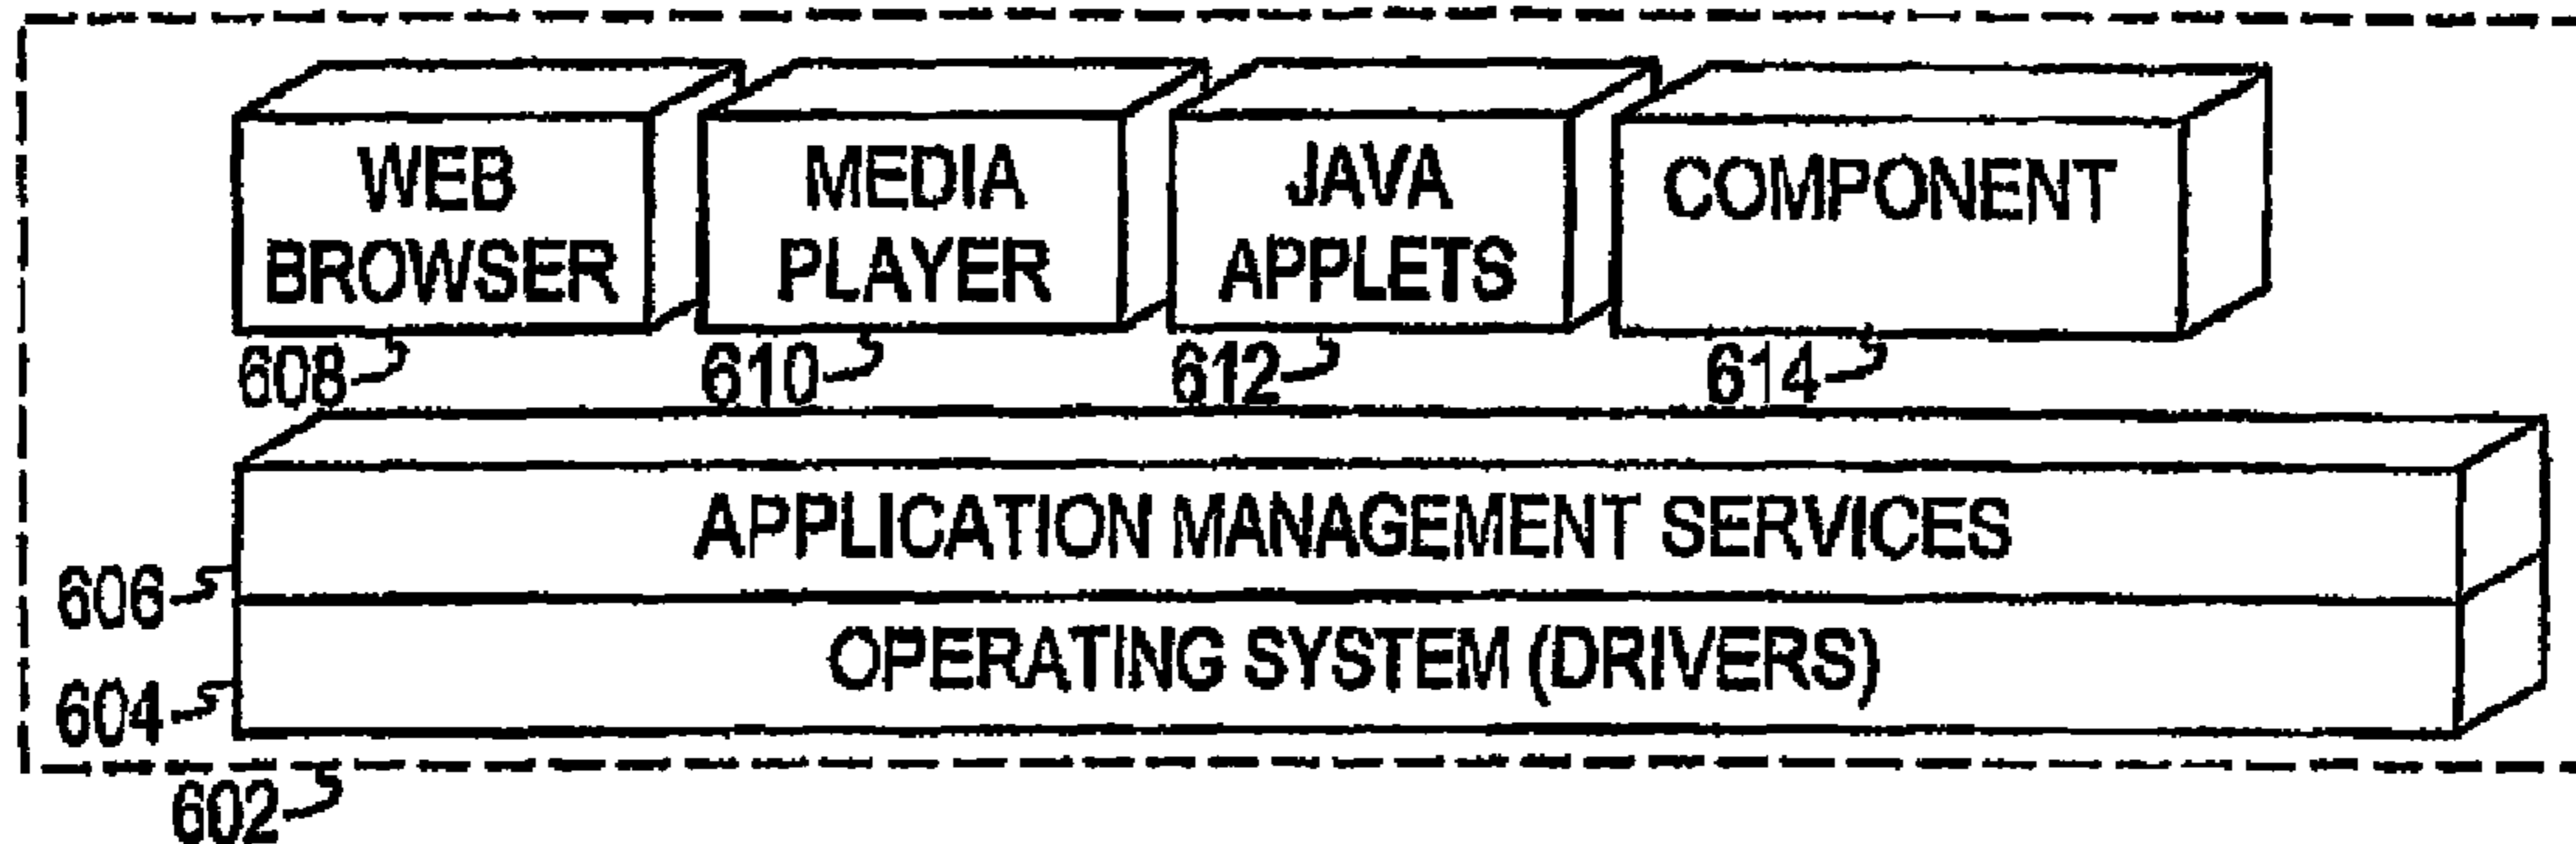 WEB
BROWSER
MEDIA
PLAYER
JAVA
APPLETS
COMPONENT
608
610
612
614
APPLICATION MANAGEMENT SERVICES
606
OPERATING SYSTEM (DRIVERS)
604
602